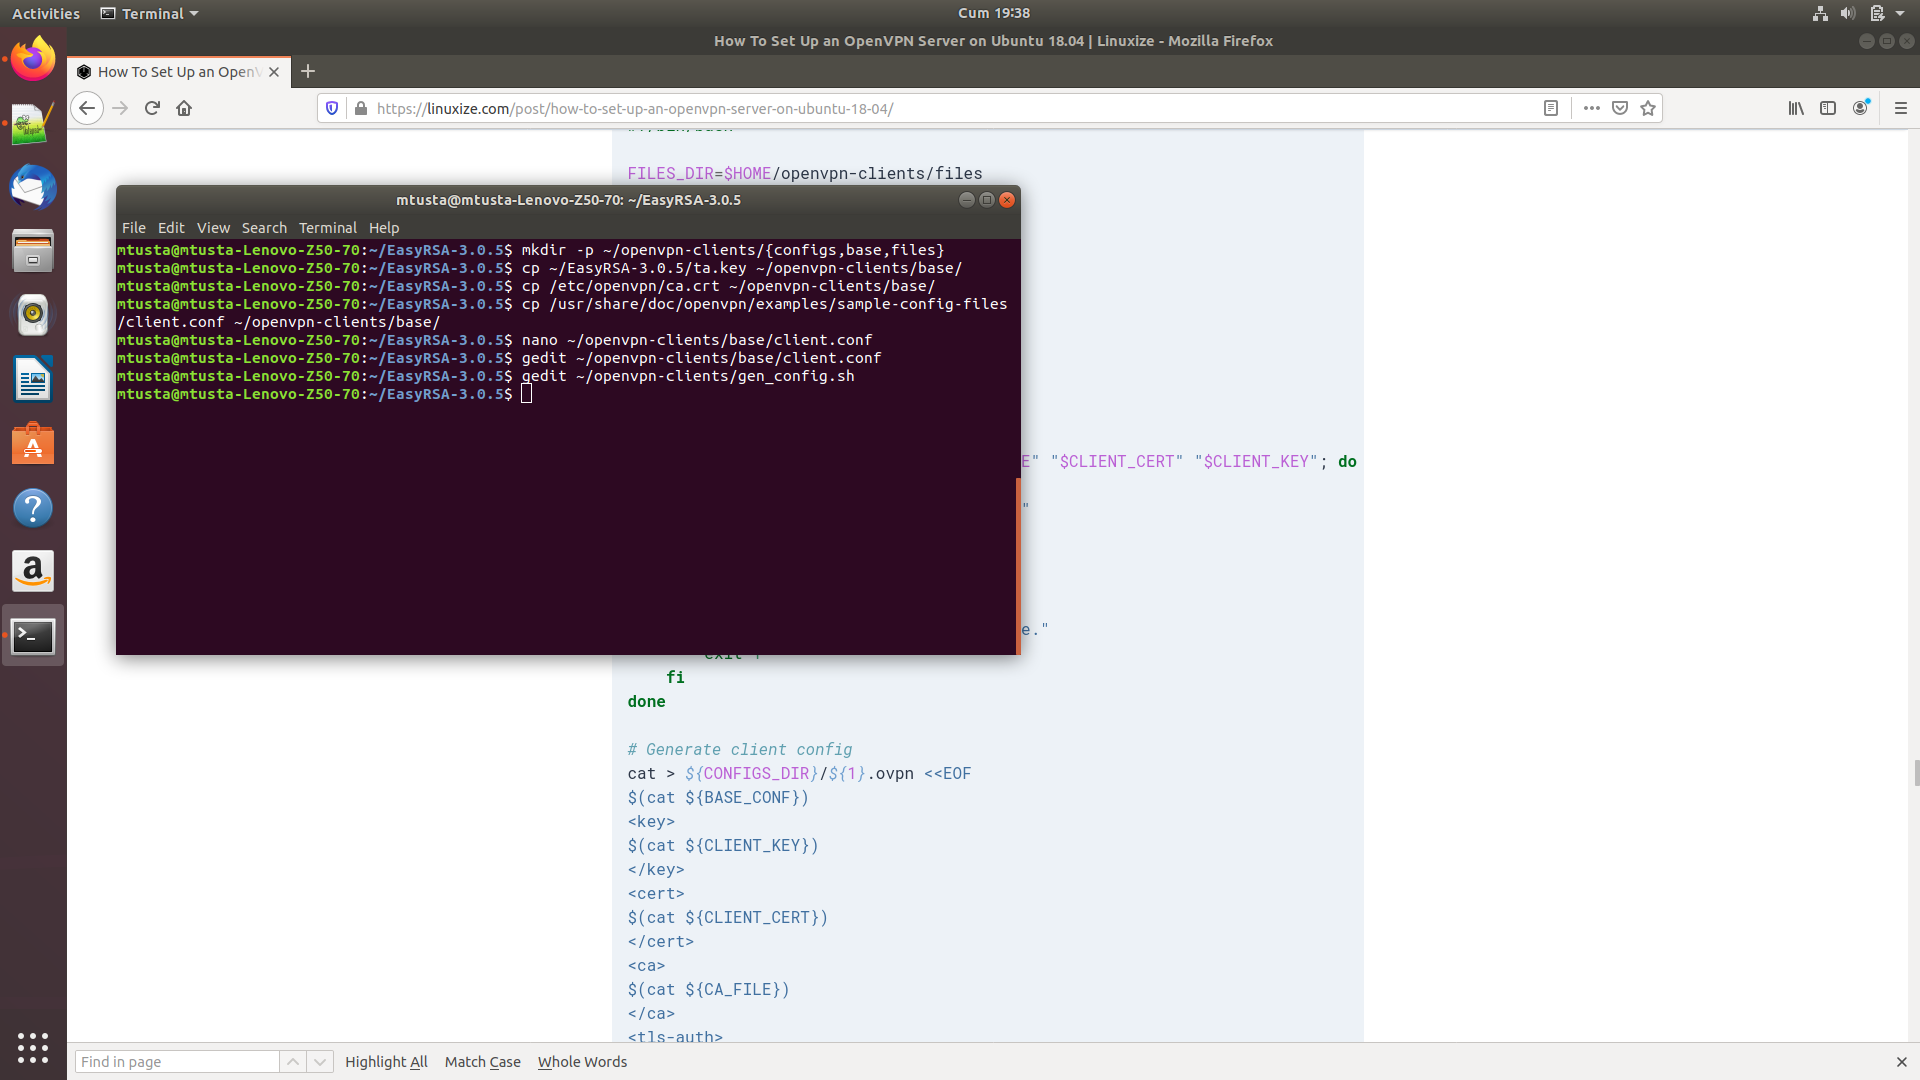 Activities
Terminal
Cum 19:38
How To Set Up an OpenVPN Server on Ubuntu 18.04 | Linuxize - Mozilla Firefox
How To Set Up an OpenV
https://linuxize.com/post/how-to-set-up-an-openvpn-server-on-ubuntu-18-04/
FILES_DIR=$HOME/openvpn-clients/files
mtusta@mtusta-Lenovo-Z50-70: ~/EasyRSA-3.0.5
File Edit View Search Terminal Help
mtusta@mtusta-Lenovo-Z50-70:~/EasyRSA-3.0.5$ mkdir -p ~/openvpn-clients/{configs,base,files}
mtusta@mtusta-Lenovo-Z50-70:~/EasyRSA-3.0.5$ cp ~/EasyRSA-3.0.5/ta.key ~/openvpn-clients/base/
mtusta@mtusta-Lenovo-Z50-70:~/EasyRSA-3.0.5$ cp /etc/openvpn/ca.crt ~/openvpn-clients/base/
mtusta@mtusta-Lenovo-Z50-70:~/EasyRSA-3.0.5$ cp /usr/share/doc/openvpn/examples/sample-config-files
/client.conf ~/openvpn-clients/base/
mtusta@mtusta-Lenovo-Z50-70:~/EasyRSA-3.0.5$ nano ~/openvpn-clients/base/client.conf
mtusta@mtusta-Lenovo-Z50-70:~/EasyRSA-3.0.5$ gedit ~/openvpn-clients/base/client.conf
mtusta@mtusta-Lenovo-Z50-70:~/EasyRSA-3.0.5$ gedit ~/openvpn-clients/gen_config.sh
mtusta@mtusta-Lenovo-Z50-70:~/EasyRSA-3.0.5$
E" "$CLIENT_CERT" "$CLIENT_KEY"; do
"
e."
fi
done
# Generate client config
cat > ${CONFIGS_DIR}/${1}.ovpn <<EOF
$(cat ${BASE_CONF})
<key>
$(cat ${CLIENT_KEY})
</key>
<cert>
$(cat ${CLIENT_CERT})
</cert>
<ca>
$(cat ${CA_FILE})
</ca>
<tls-auth>
Find in page
Highlight All Match Case Whole Words